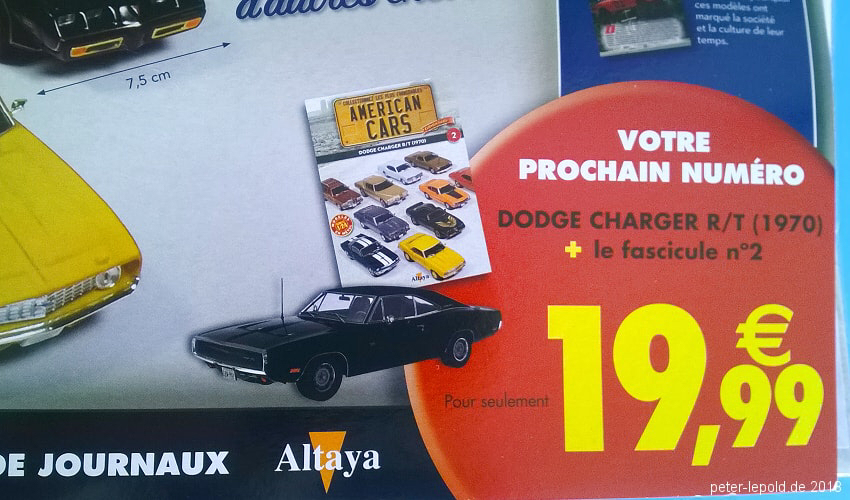 d'autres
ces modèles ont
marqué la société
et la culture de leur
temps.
7,5 cm
AMERICAN
CARS
DODGE CHARGER R/T (1970)
2
Altaya
VOTRE
PROCHAIN NUMÉRO
DODGE CHARGER R/T (1970)
+ le fascicule n°2
Pour seulement
19,99 €
DE JOURNAUX
Altaya
peter-lepold.de 2018